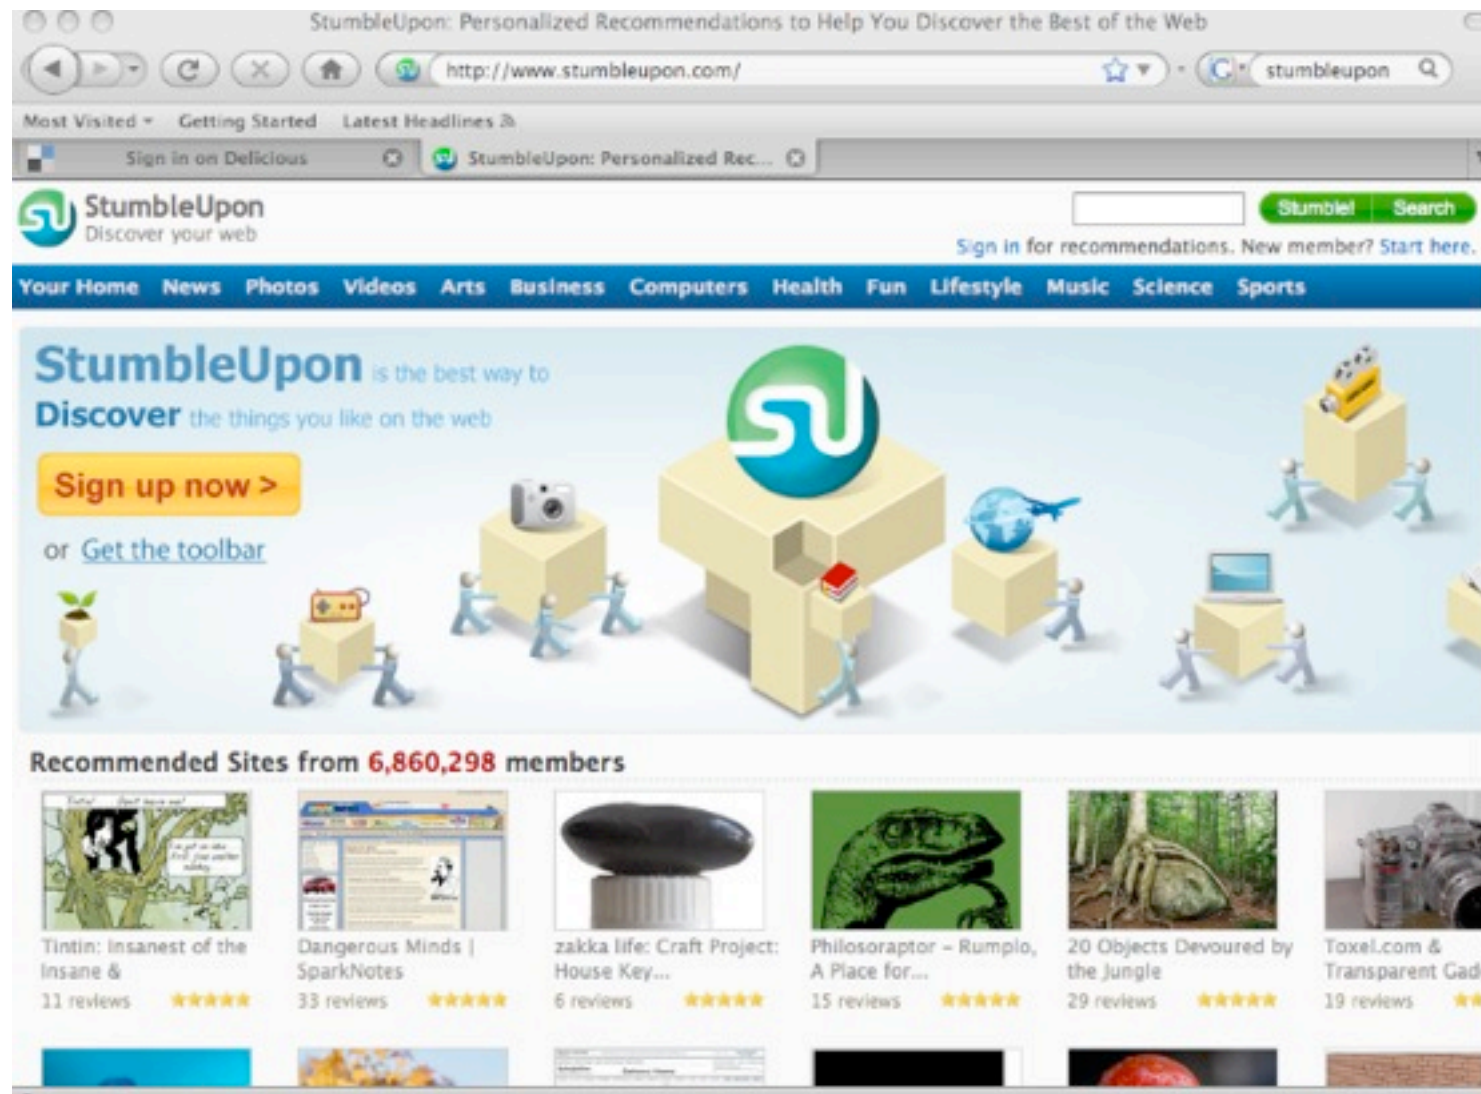 StumbleUpon: Personalized Recommendations to Help You Discover the Best of the Web
http://www.stumbleupon.com/
stumbleupon
Most Visited Getting Started Latest Headlines
Sign in on Delicious
StumbleUpon: Personalized Rec...
StumbleUpon
Discover your web
Stumble! Search
Sign in for recommendations. New member? Start here.
Your Home News Photos Videos Arts Business Computers Health Fun Lifestyle Music Science Sports
StumbleUpon is the best way to
Discover the things you like on the web
Sign up now >
or Get the toolbar
Recommended Sites from 6,860,298 members
Tintin: Insanest of the
Insane &
11 reviews
Dangerous Minds |
SparkNotes
33 reviews
zakka life: Craft Project:
House Key...
6 reviews
Philosoraptor – Rumplo,
A Place for...
15 reviews
20 Objects Devoured by
the Jungle
29 reviews
Toxel.com &
Transparent Gad
19 reviews